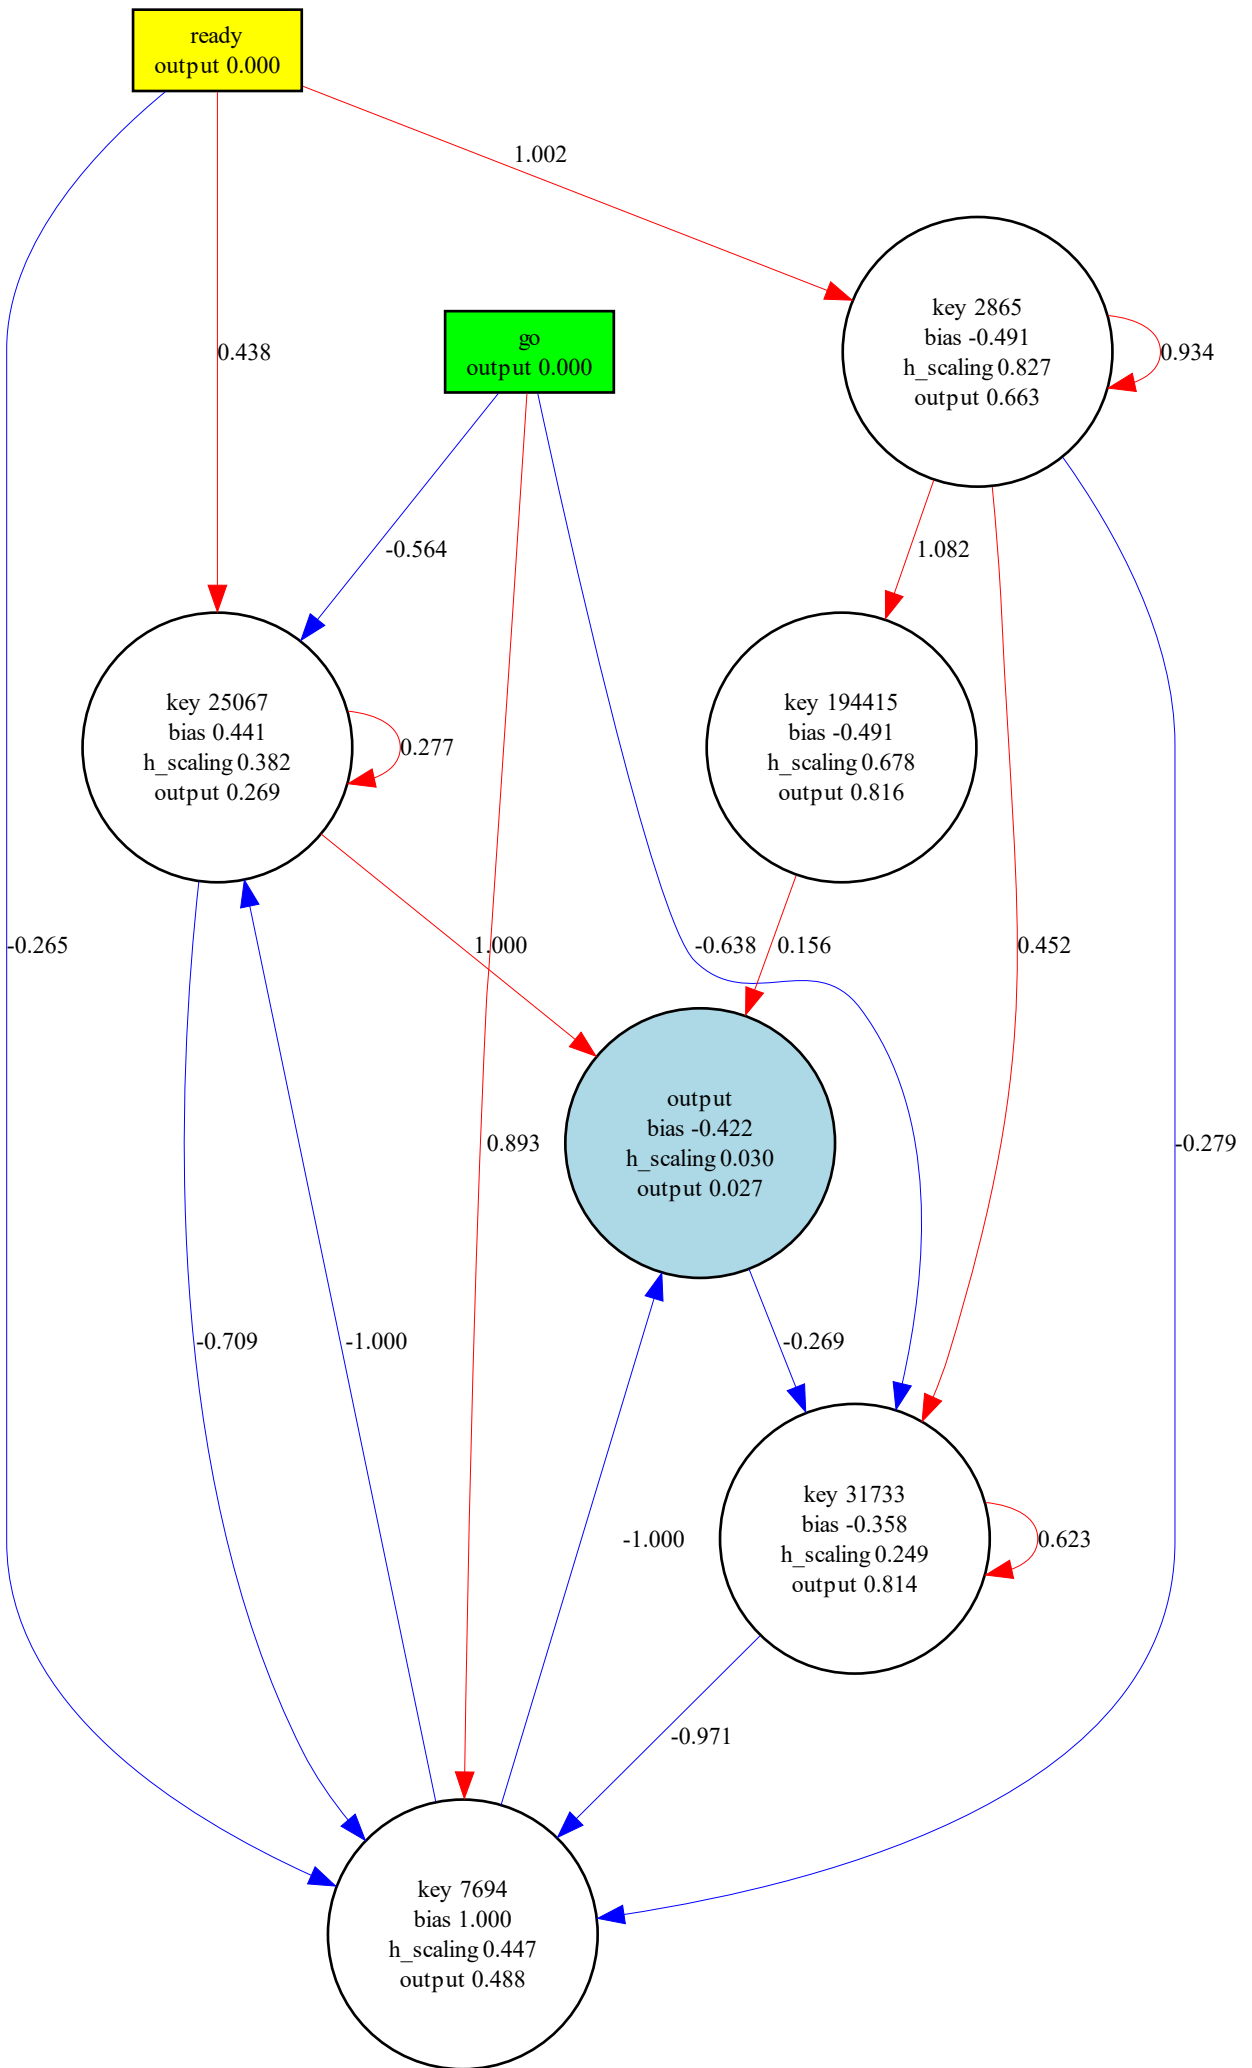 ready
output 0.000
1.002
key 2865
bias -0.491
h_scaling 0.827
output 0.663
0.934
go
output 0.000
0.438
-0.564
1.082
key 25067
bias 0.441
h_scaling 0.382
output 0.269
0.277
key 194415
bias -0.491
h_scaling 0.678
output 0.816
-0.265
1.000
-0.638
0.156
0.452
output
bias -0.422
h_scaling 0.030
output 0.027
0.893
-0.279
-0.709
-1.000
-0.269
key 31733
bias -0.358
h_scaling 0.249
output 0.814
-1.000
0.623
-0.971
key 7694
bias 1.000
h_scaling 0.447
output 0.488